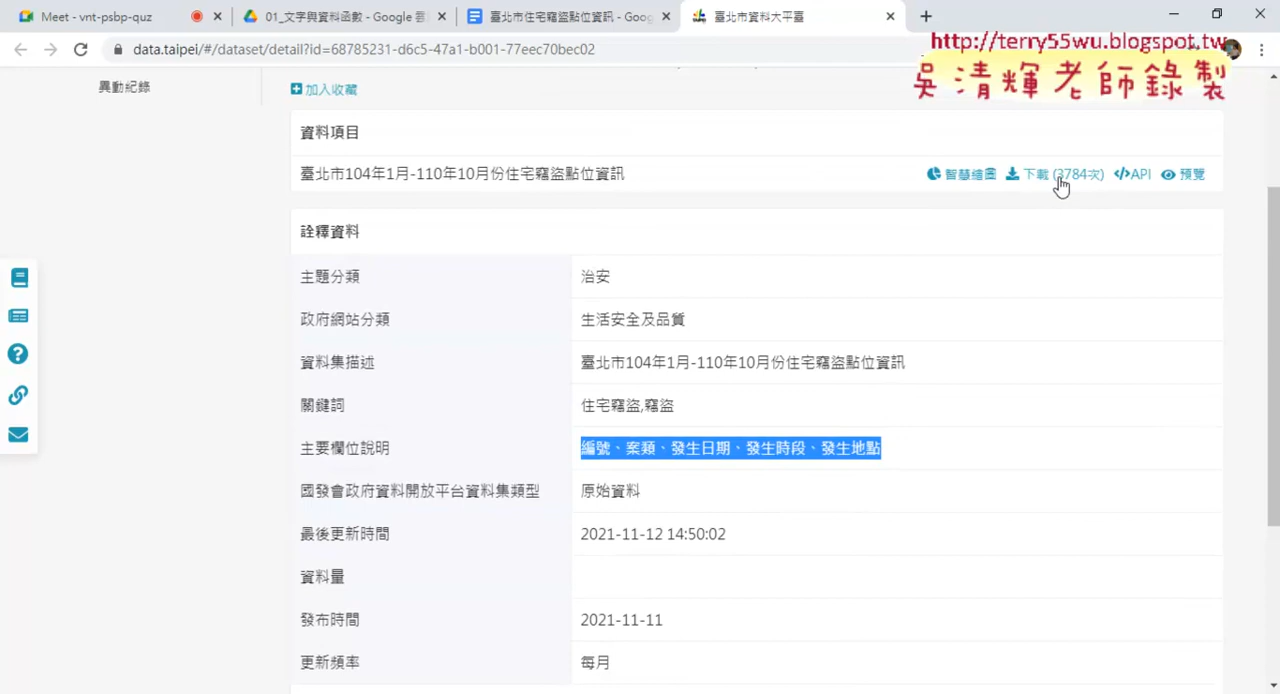 Meet - vnt-psbp-quz
01_文字與資料函數 - Google 雲
臺北市住宅竊盜點位資訊 - Goog
臺北市資料大平臺
data.taipei/#/dataset/detail?id=68785231-d6c5-47a1-b001-77eec70bec02
http://terry55wu.blogspot.tw
吳清輝老師錄製
異動紀錄
加入收藏
資料項目
臺北市104年1月-110年10月份住宅竊盜點位資訊
智慧繪圖 下載 (3784次) API 預覽
詮釋資料
主題分類 治安
政府網站分類 生活安全及品質
資料集描述 臺北市104年1月-110年10月份住宅竊盜點位資訊
關鍵詞 住宅竊盜,竊盜
主要欄位說明 編號、案類、發生日期、發生時段、發生地點
國發會政府資料開放平台資料集類型 原始資料
最後更新時間 2021-11-12 14:50:02
資料量
發布時間 2021-11-11
更新頻率 每月